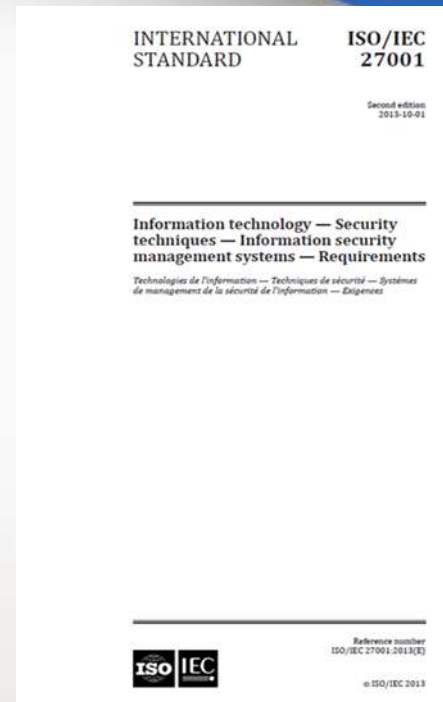 INTERNATIONAL STANDARD
ISO/IEC 27001
Second edition
2013-10-01
Information technology — Security
techniques — Information security
management systems — Requirements
Technologies de l'information — Techniques de sécurité — Systèmes
de management de la sécurité de l'information — Exigences
Reference number
ISO/IEC 27001:2013(E)
ISO IEC
© ISO/IEC 2013